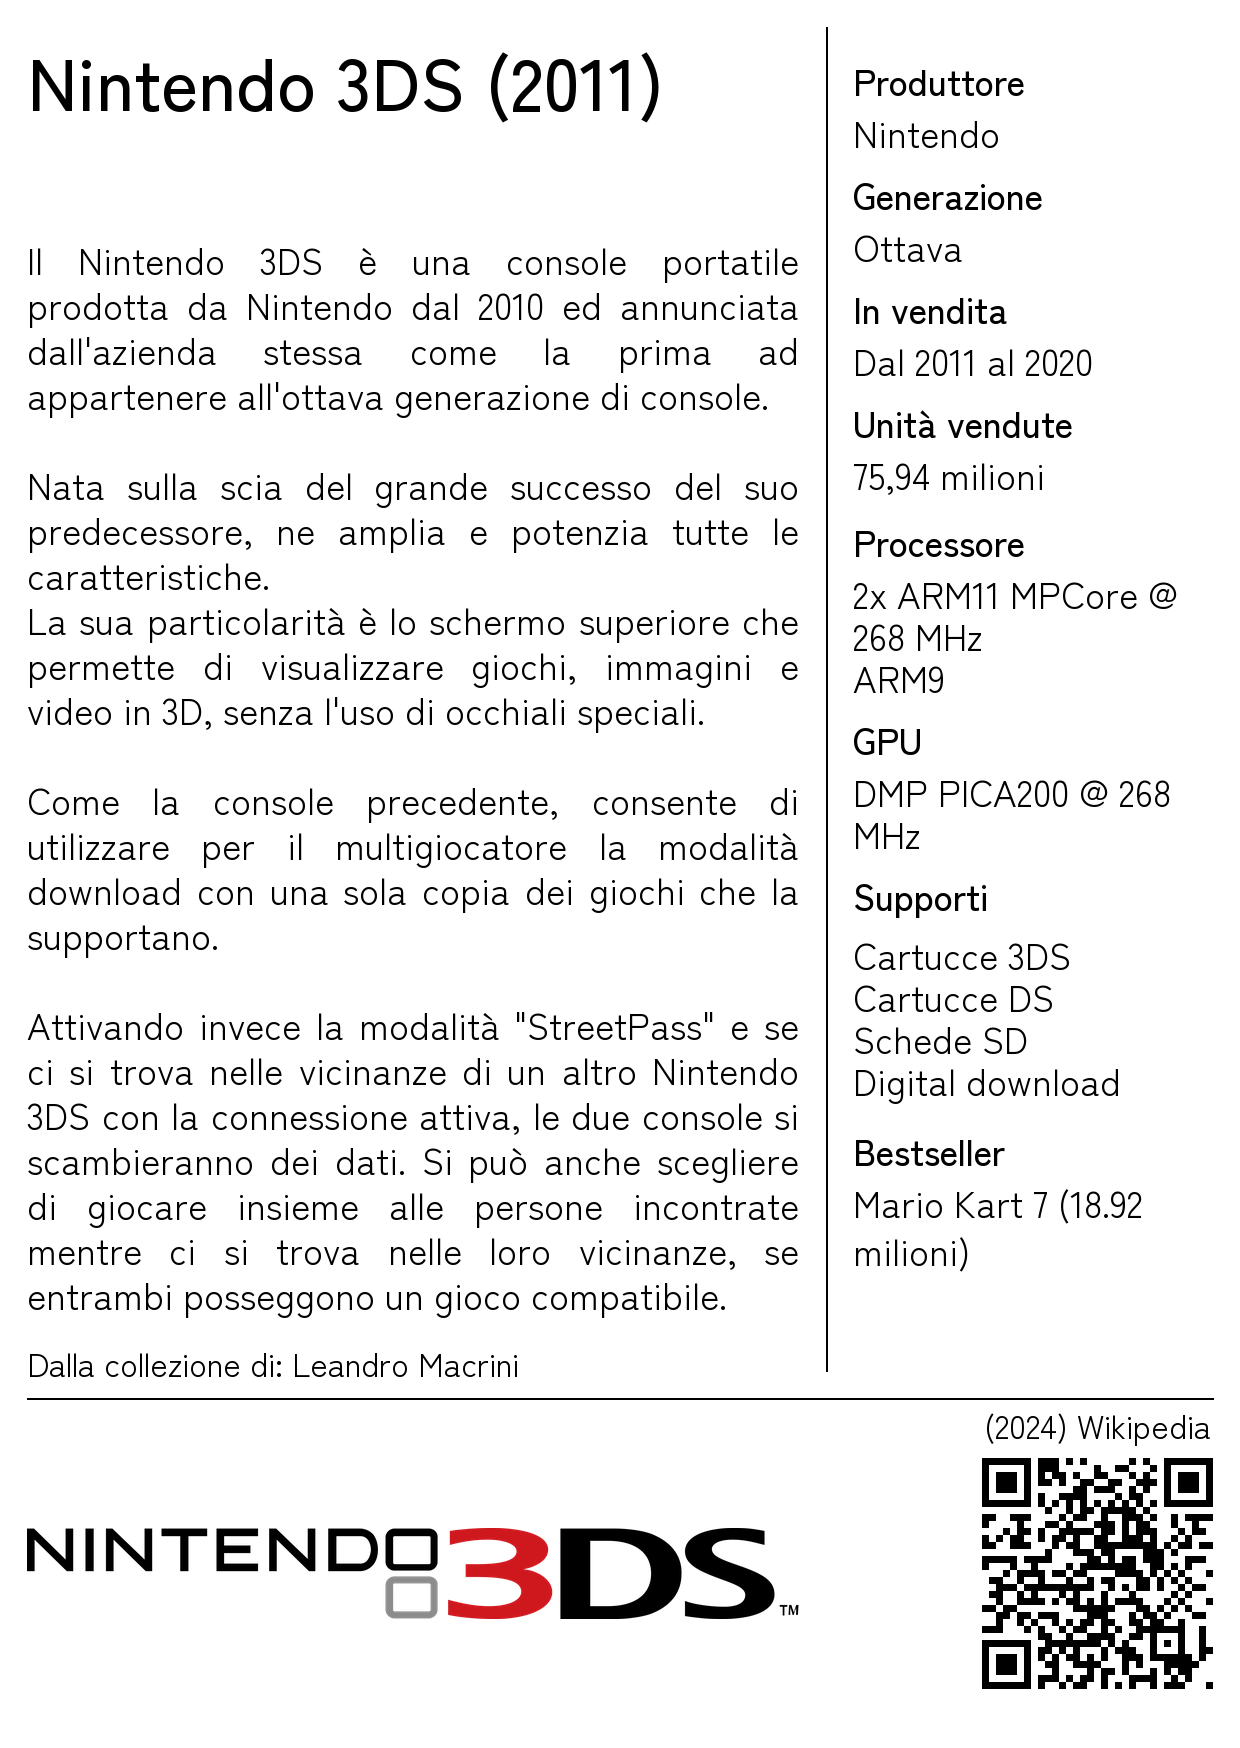 Nintendo 3DS (2011)
Il Nintendo 3DS è una console portatile
prodotta da Nintendo dal 2010 ed annunciata
dall'azienda stessa come la prima ad
appartenere all'ottava generazione di console.
Nata sulla scia del grande successo del suo
predecessore, ne amplia e potenzia tutte le
caratteristiche.
La sua particolarità è lo schermo superiore che
permette di visualizzare giochi, immagini e
video in 3D, senza l'uso di occhiali speciali.
Come la console precedente, consente di
utilizzare per il multigiocatore la modalità
download con una sola copia dei giochi che la
supportano.
Attivando invece la modalità "StreetPass" e se
ci si trova nelle vicinanze di un altro Nintendo
3DS con la connessione attiva, le due console si
scambieranno dei dati. Si può anche scegliere
di giocare insieme alle persone incontrate
mentre ci si trova nelle loro vicinanze, se
entrambi posseggono un gioco compatibile.
Dalla collezione di: Leandro Macrini
Produttore
Nintendo
Generazione
Ottava
In vendita
Dal 2011 al 2020
Unità vendute
75,94 milioni
Processore
2x ARM11 MPCore @
268 MHz
ARM9
GPU
DMP PICA200 @ 268
MHz
Supporti
Cartucce 3DS
Cartucce DS
Schede SD
Digital download
Bestseller
Mario Kart 7 (18.92
milioni)
(2024) Wikipedia
NINTENDO 3DS™